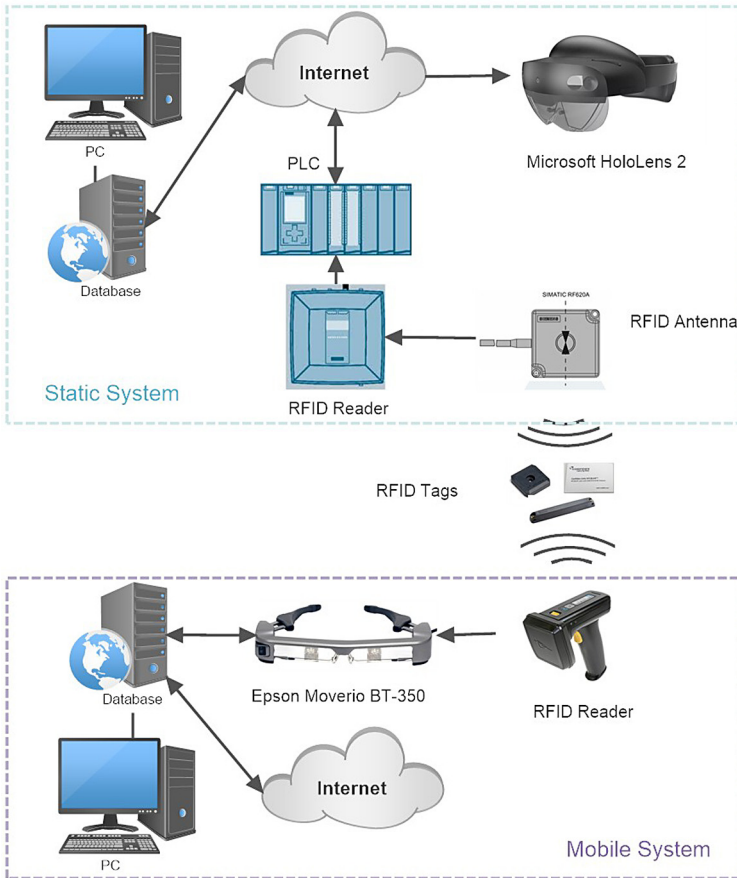 Internet
PC
PLC
Microsoft HoloLens 2
Database
SIMATIC RF620A
RFID Antenna
Static System
RFID Reader
RFID Tags
Database
Epson Moverio BT-350
RFID Reader
Internet
PC
Mobile System